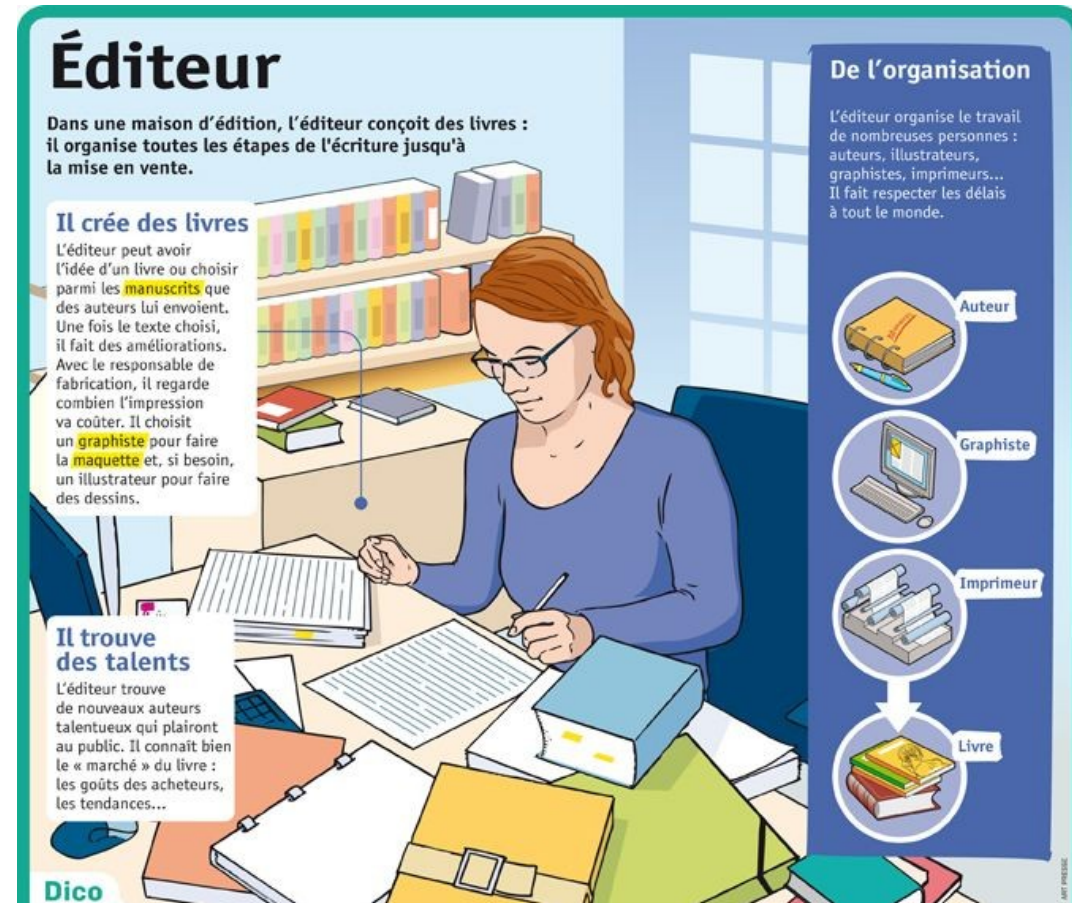 Éditeur
Dans une maison d’édition, l’éditeur conçoit des livres :
il organise toutes les étapes de l'écriture jusqu'à
la mise en vente.
Il crée des livres
L’éditeur peut avoir
l’idée d’un livre ou choisir
parmi les manuscrits que
des auteurs lui envoient.
Une fois le texte choisi,
il fait des améliorations.
Avec le responsable de
fabrication, il regarde
combien l’impression
va coûter. Il choisit
un graphiste pour faire
la maquette et, si besoin,
un illustrateur pour faire
des dessins.
Il trouve
des talents
L’éditeur trouve
de nouveaux auteurs
talentueux qui plairont
au public. Il connaît bien
le « marché » du livre :
les goûts des acheteurs,
les tendances...
Dico
De l’organisation
L’éditeur organise le travail
de nombreuses personnes :
auteurs, illustrateurs,
graphistes, imprimeurs...
Il fait respecter les délais
à tout le monde.
Auteur
Graphiste
Imprimeur
Livre
ART PRESSE